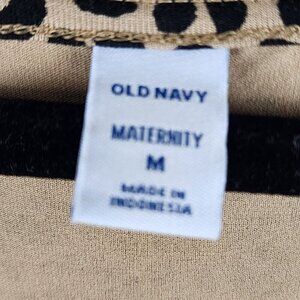 OLD NAVY
MATERNITY
M
MADE IN
INDONESIA